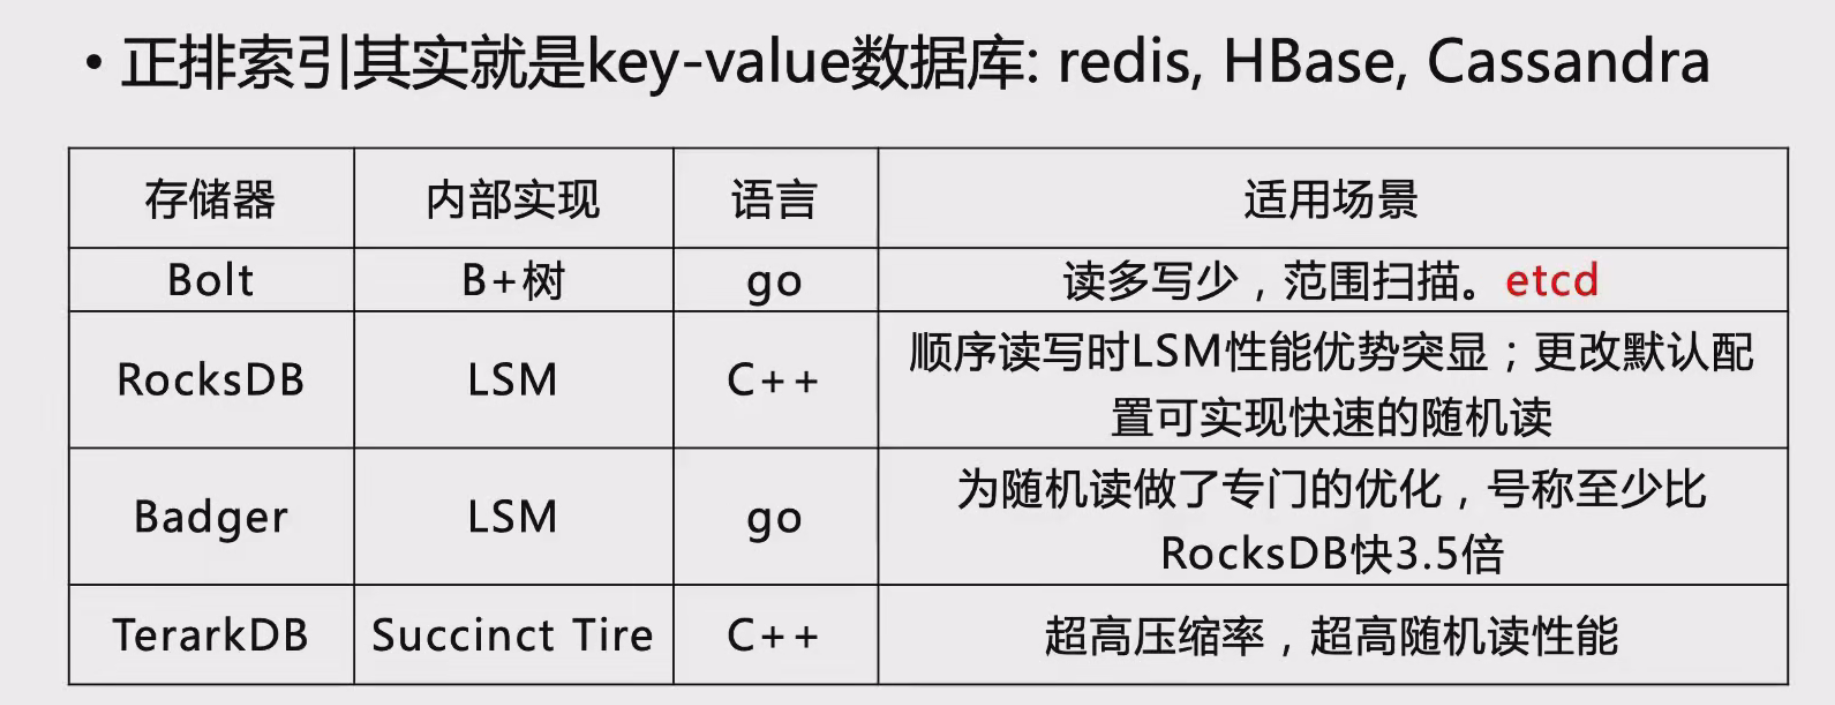 • 正排索引其实就是key-value数据库: redis, HBase, Cassandra
存储器 内部实现 语言 适用场景
Bolt B+树 go 读多写少，范围扫描。etcd
RocksDB LSM C++ 顺序读写时LSM性能优势突显；更改默认配
置可实现快速的随机读
Badger LSM go 为随机读做了专门的优化，号称至少比
RocksDB快3.5倍
TerarkDB Succinct Tire C++ 超高压缩率，超高随机读性能